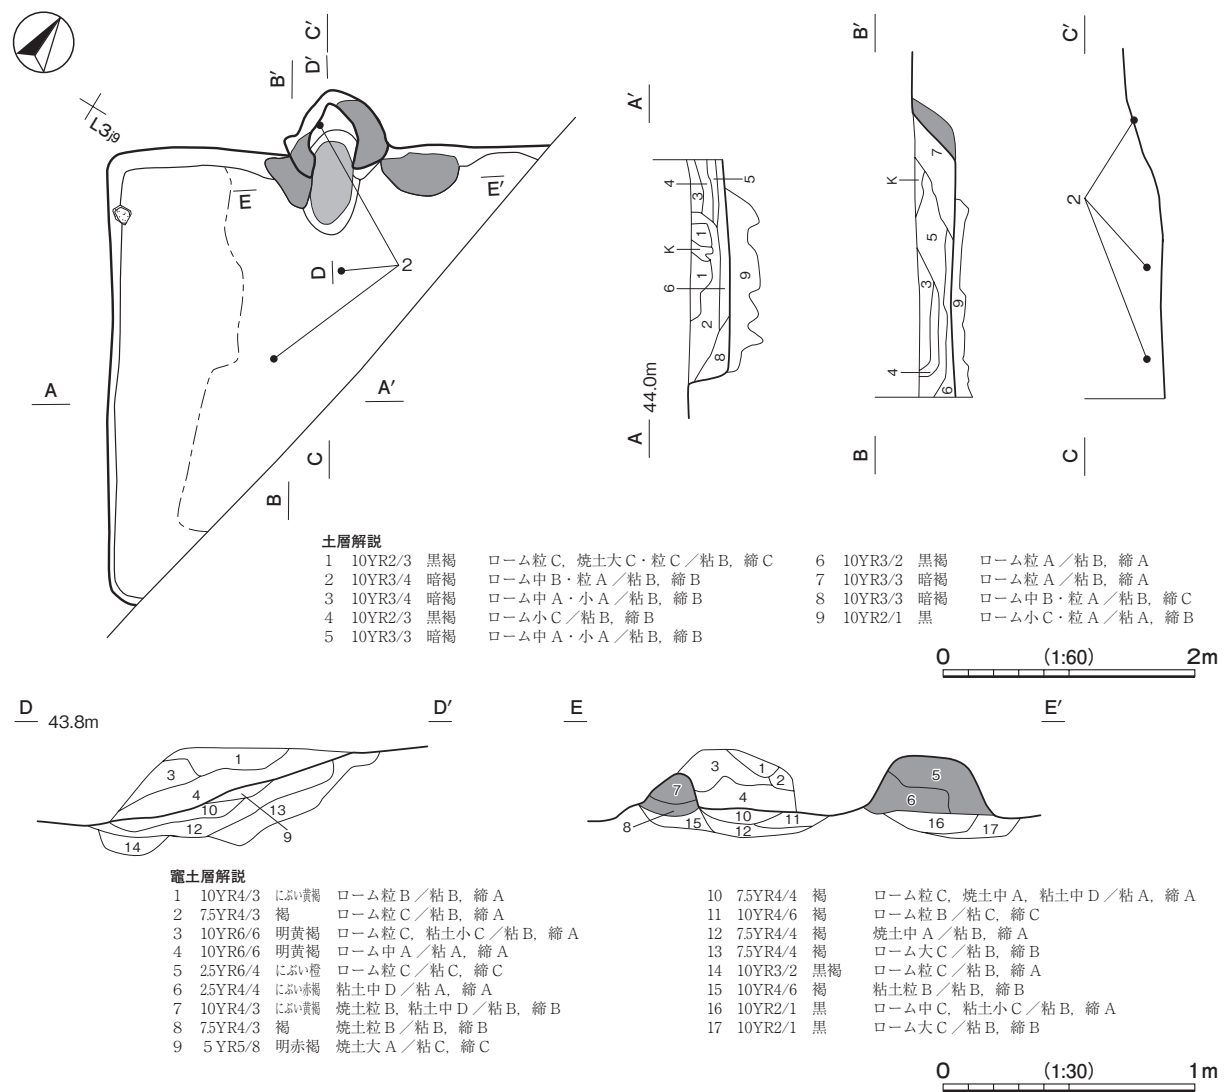 C'
D'
B'
L3j9
E
E'
D
2
A
A'
C
B
A'
4
3
5
1
K
1
9
6
2
8
A 44.0m
B'
7
K
5
3
9
4
6
B
C'
2
C
土層解説
1 10YR2/3 黒褐 ローム粒C, 焼土大C・粒C／粘B, 締C
2 10YR3/4 暗褐 ローム中B・粒A／粘B, 締B
3 10YR3/4 暗褐 ローム中A・小A／粘B, 締B
4 10YR2/3 黒褐 ローム小C／粘B, 締B
5 10YR3/3 暗褐 ローム中A・小A／粘B, 締B
6 10YR3/2 黒褐 ローム粒A／粘B, 締A
7 10YR3/3 暗褐 ローム粒A／粘B, 締A
8 10YR3/3 暗褐 ローム中B・粒A／粘B, 締C
9 10YR2/1 黒 ローム小C・粒A／粘A, 締B
0 (1:60) 2m
D 43.8m D'
1
3
4
10
13
12
9
14
E E'
3
1
2
7
4
8
15
10
11
12
5
6
16
17
竈土層解説
1 10YR4/3 にぶい黄褐 ローム粒B／粘B, 締A
2 7.5YR4/3 褐 ローム粒C／粘B, 締A
3 10YR6/6 明黄褐 ローム粒C, 粘土小C／粘B, 締A
4 10YR6/6 明黄褐 ローム中A／粘A, 締A
5 2.5YR6/4 にぶい橙 ローム粒C／粘C, 締C
6 2.5YR4/4 にぶい赤褐 粘土中D／粘A, 締A
7 10YR4/3 にぶい黄褐 焼土粒B, 粘土中D／粘B, 締B
8 7.5YR4/3 褐 焼土粒B／粘B, 締B
9 5YR5/8 明赤褐 焼土大A／粘C, 締C
10 7.5YR4/4 褐 ローム粒C, 焼土中A, 粘土中D／粘A, 締A
11 10YR4/6 褐 ローム粒B／粘C, 締C
12 7.5YR4/4 褐 焼土中A／粘B, 締A
13 7.5YR4/4 褐 ローム大C／粘B, 締B
14 10YR3/2 黒褐 ローム粒C／粘B, 締A
15 10YR4/6 褐 粘土粒B／粘B, 締B
16 10YR2/1 黒 ローム中C, 粘土小C／粘B, 締A
17 10YR2/1 黒 ローム大C／粘B, 締B
0 (1:30) 1m